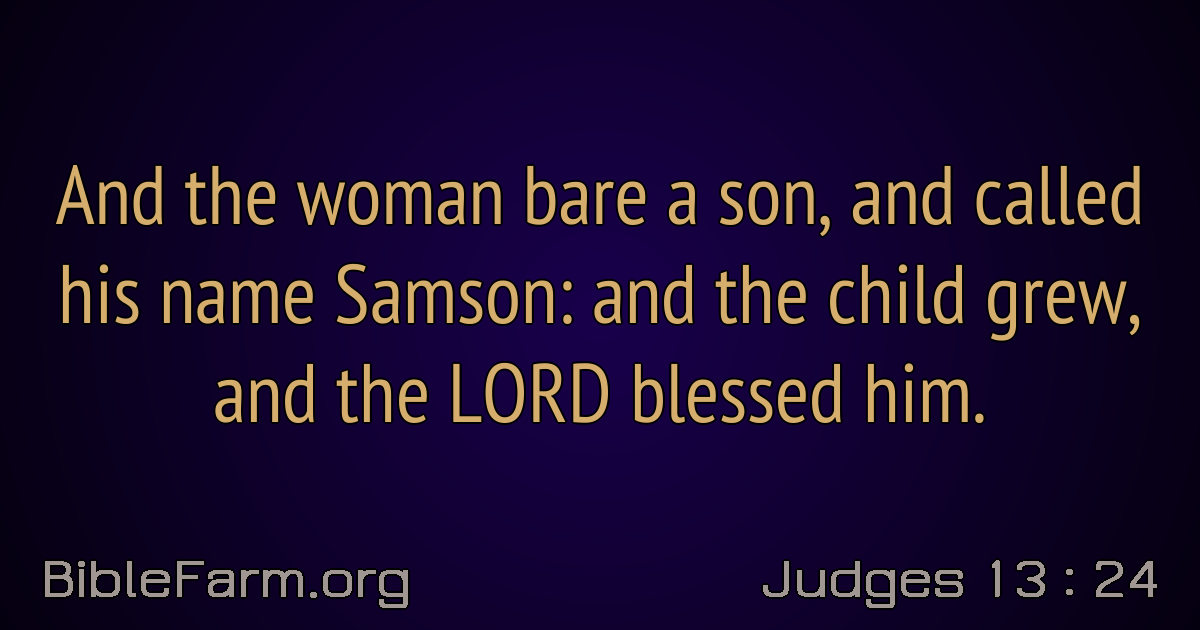 And the woman bare a son, and called
his name Samson: and the child grew,
and the LORD blessed him.
BibleFarm.org
Judges 13 : 24